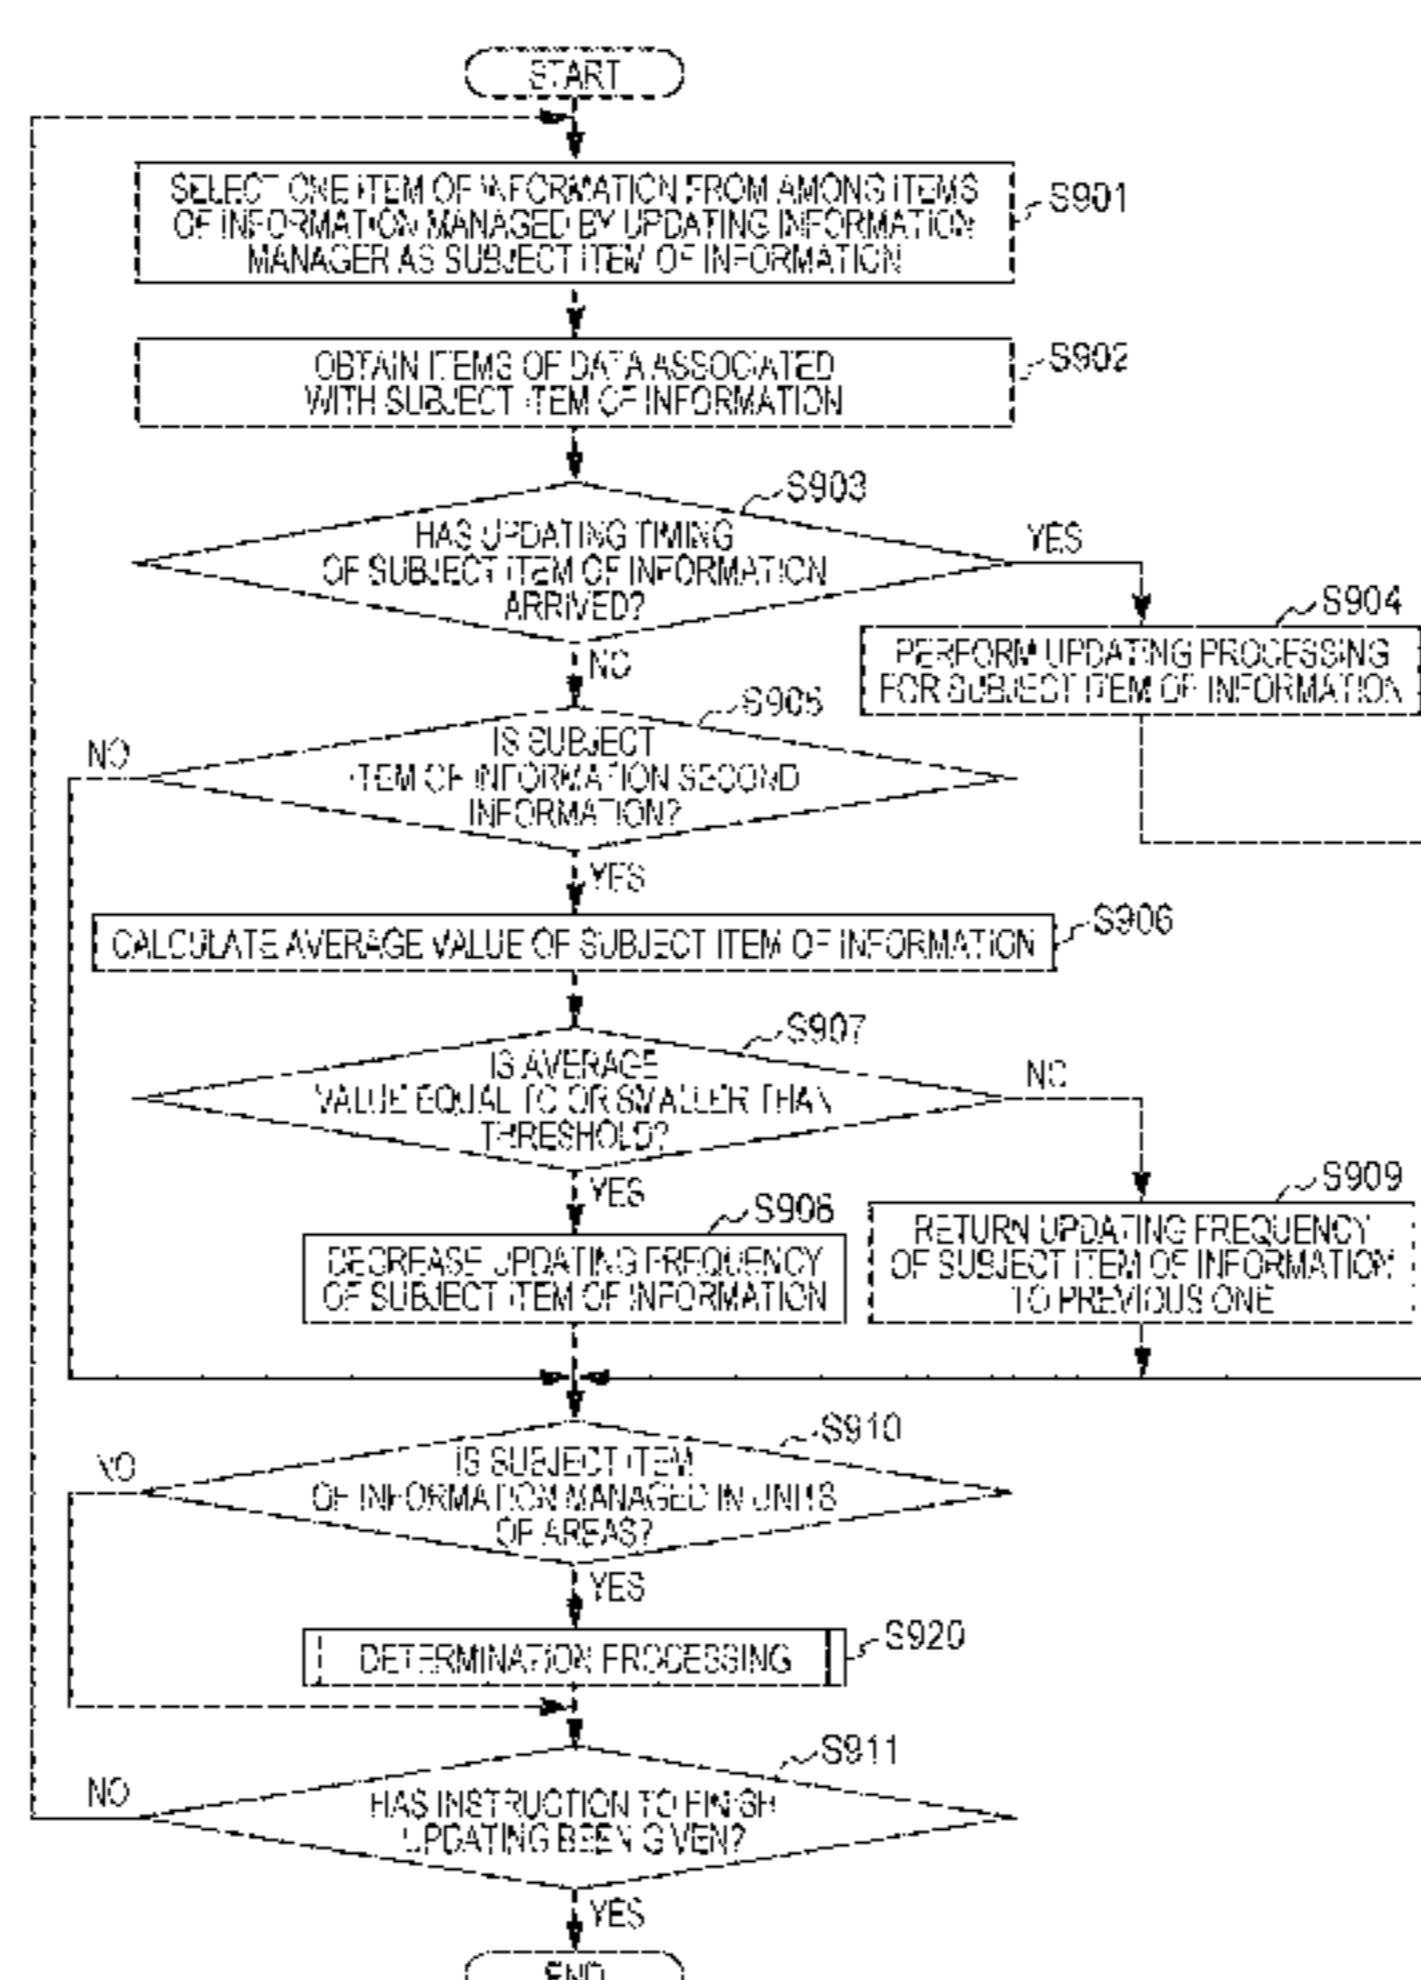 START
SELECT ONE ITEM OF INFORMATION FROM AMONG ITEMS
OF INFORMATION MANAGED BY UPDATING INFORMATION
MANAGER AS SUBJECT ITEM OF INFORMATION
S901
OBTAIN ITEMS OF DATA ASSOCIATED
WITH SUBJECT ITEM OF INFORMATION
S902
S903
HAS UPDATING TIMING
OF SUBJECT ITEM OF INFORMATION
ARRIVED?
YES
S904
PERFORM UPDATING PROCESSING
FOR SUBJECT ITEM OF INFORMATION
NO
S905
NO
IS SUBJECT
ITEM OF INFORMATION SECOND
INFORMATION?
YES
CALCULATE AVERAGE VALUE OF SUBJECT ITEM OF INFORMATION
S906
S907
IS AVERAGE
VALUE EQUAL TO OR SMALLER THAN
THRESHOLD?
NO
YES
S908
DECREASE UPDATING FREQUENCY
OF SUBJECT ITEM OF INFORMATION
S909
RETURN UPDATING FREQUENCY
OF SUBJECT ITEM OF INFORMATION
TO PREVIOUS ONE
S910
NO
IS SUBJECT ITEM
OF INFORMATION MANAGED IN UNITS
OF AREAS?
YES
DETERMINATION PROCESSING
S920
S911
NO
HAS INSTRUCTION TO FINISH
UPDATING BEEN GIVEN?
YES
END